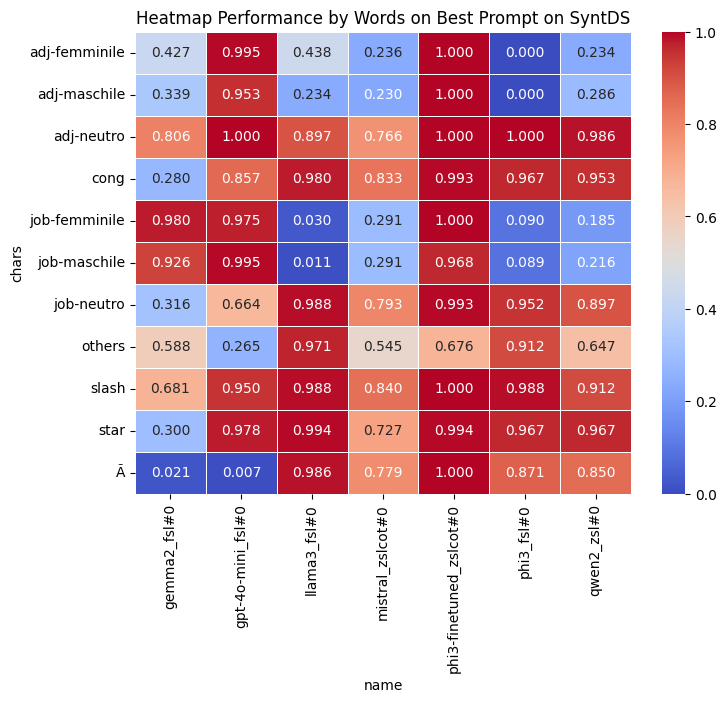 Heatmap Performance by Words on Best Prompt on SyntDS
adj-femminile 0.427 0.995 0.438 0.236 1.000 0.000 0.234
adj-maschile 0.339 0.953 0.234 0.230 1.000 0.000 0.286
adj-neutro 0.806 1.000 0.897 0.766 1.000 1.000 0.986
cong 0.280 0.857 0.980 0.833 0.993 0.967 0.953
job-femminile 0.980 0.975 0.030 0.291 1.000 0.090 0.185
job-maschile 0.926 0.995 0.011 0.291 0.968 0.089 0.216
job-neutro 0.316 0.664 0.988 0.793 0.993 0.952 0.897
others 0.588 0.265 0.971 0.545 0.676 0.912 0.647
slash 0.681 0.950 0.988 0.840 1.000 0.988 0.912
star 0.300 0.978 0.994 0.727 0.994 0.967 0.967
Ā 0.021 0.007 0.986 0.779 1.000 0.871 0.850
chars
gemma2_fsl#0
gpt-4o-mini_fsl#0
llama3_fsl#0
mistral_zslcot#0
phi3-finetuned_zslcot#0
phi3_fsl#0
qwen2_zsl#0
name
1.0
0.8
0.6
0.4
0.2
0.0